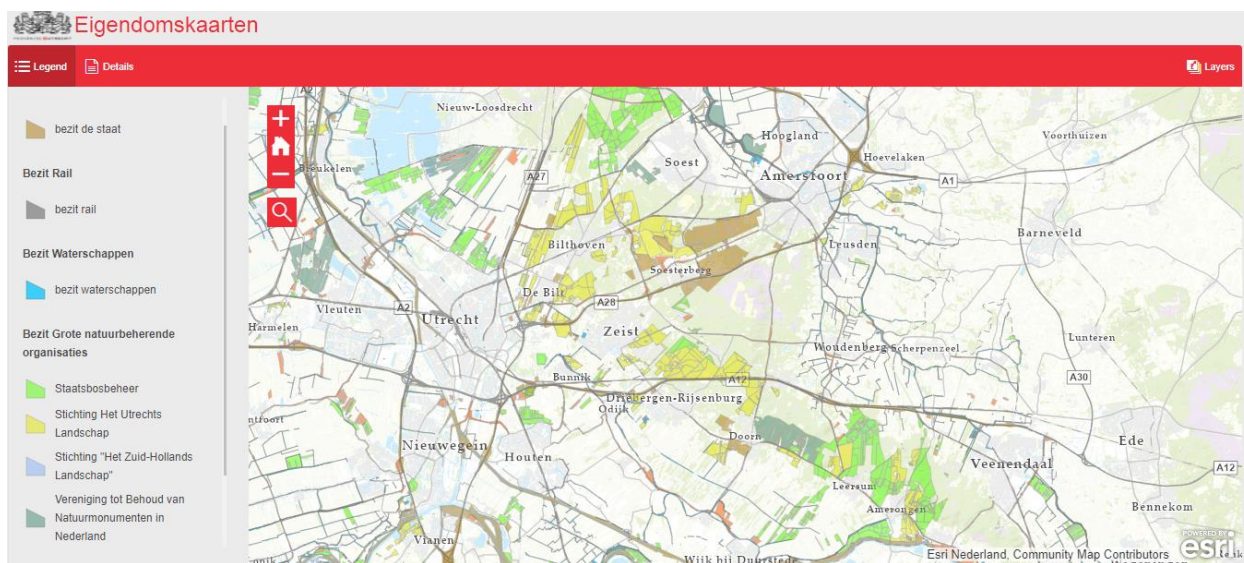 Eigendomskaarten
Legend
Details
Layers
bezit de staat
Bezit Rail
bezit rail
Bezit Waterschappen
bezit waterschappen
Bezit Grote natuurbeherende
organisaties
Staatsbosbeheer
Stichting Het Utrechts
Landschap
Stichting "Het Zuid-Hollands
Landschap"
Vereniging tot Behoud van
Natuurmonumenten in
Nederland
A2
Nieuw-Loosdrecht
Hoogland
Voorthuizen
Soest
Hoevelaken
Breukelen
A27
Amersfoort
A1
Barneveld
Bilthoven
Leusden
Soesterberg
De Bilt
A28
Vleuten
A2
Utrecht
Harmelen
Zeist
Lunteren
Woudenberg
Scherpenzeel
Bunnik
A12
A30
Driebergen-Rijsenburg
Odijk
Doorn
Nieuwegein
Houten
Ede
Veenendaal
A12
Leersum
Amerongen
Bennekom
Vianen
Wijk bij Duurstede
POWERED BY
esri
Esri Nederland, Community Map Contributors